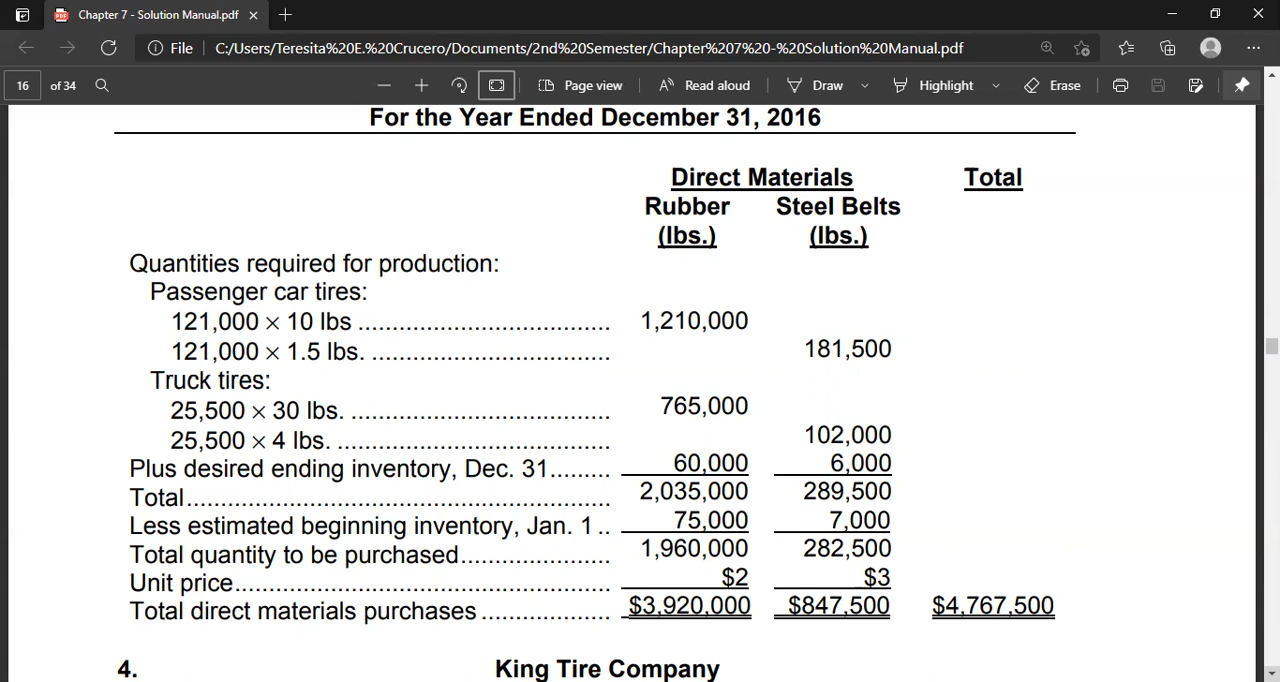 Chapter 7 - Solution Manual.pdf
File C:/Users/Teresita%20E.%20Crucero/Documents/2nd%20Semester/Chapter%207%20-%20Solution%20Manual.pdf
16 of 34 Page view Read aloud Draw Highlight Erase
For the Year Ended December 31, 2016
Direct Materials Total
Rubber Steel Belts
(lbs.) (lbs.)
Quantities required for production:
Passenger car tires:
121,000 × 10 lbs ............................... 1,210,000
121,000 × 1.5 lbs. ............................. 181,500
Truck tires:
25,500 × 30 lbs. ................................ 765,000
25,500 × 4 lbs. .................................. 102,000
Plus desired ending inventory, Dec. 31......... 60,000 6,000
Total.................................................... 2,035,000 289,500
Less estimated beginning inventory, Jan. 1 .. 75,000 7,000
Total quantity to be purchased...................... 1,960,000 282,500
Unit price.............................................. $2 $3
Total direct materials purchases ................ $3,920,000 $847,500 $4,767,500
4. King Tire Company